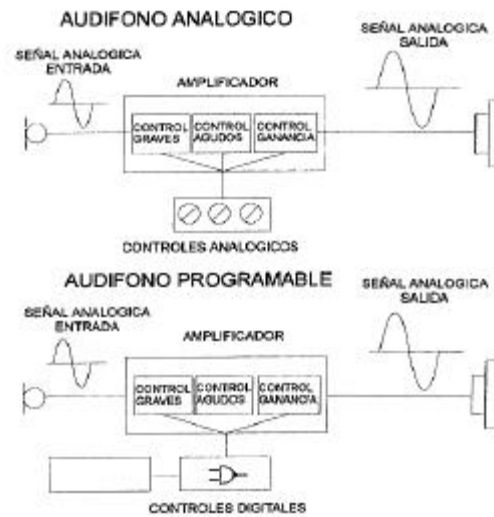 AUDIFONO ANALOGICO
SEÑAL ANALOGICA
ENTRADA
SEÑAL ANALOGICA
SALIDA
AMPLIFICADOR
CONTROL
GRAVES
CONTROL
AGUDOS
CONTROL
GANANCIA
CONTROLES ANALOGICOS
AUDIFONO PROGRAMABLE
SEÑAL ANALOGICA
ENTRADA
SEÑAL ANALOGICA
SALIDA
AMPLIFICADOR
CONTROL
GRAVES
CONTROL
AGUDOS
CONTROL
GANANCIA
CONTROLES DIGITALES